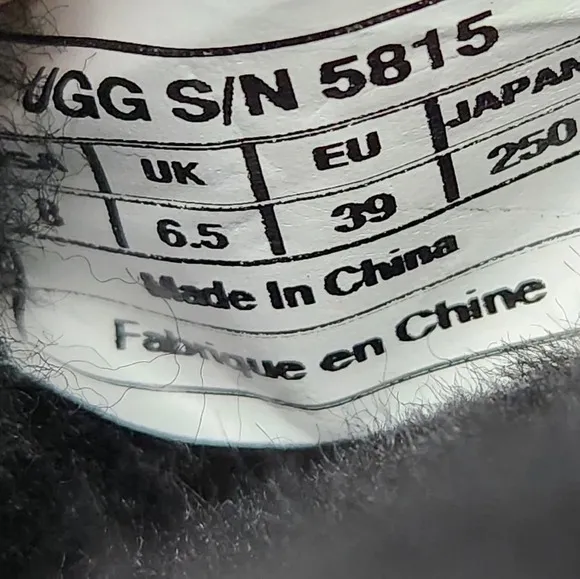 UGG S/N 5815
UK EU JAPAN
6.5 39 250
Made In China
Fabrique en Chine